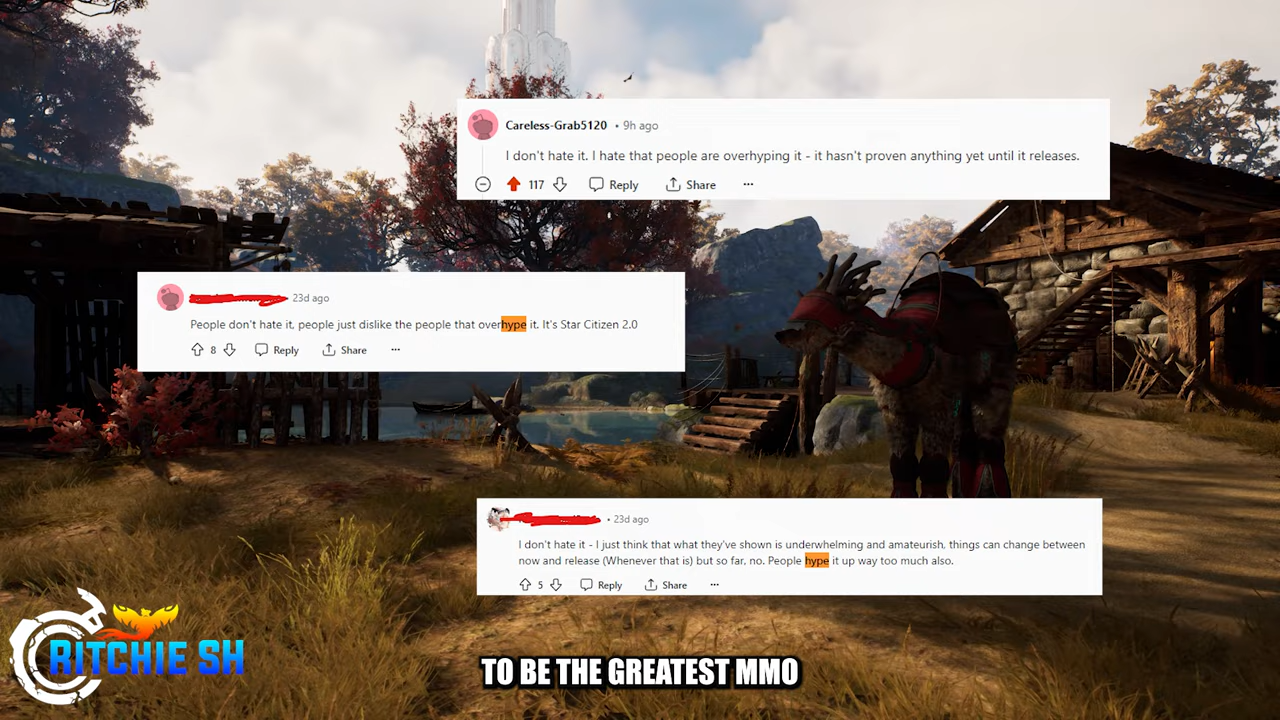 Careless-Grab5120 • 9h ago
I don't hate it. I hate that people are overhyping it - it hasn't proven anything yet until it releases.
117 Reply Share ...
23d ago
People don't hate it, people just dislike the people that overhype it. It's Star Citizen 2.0
8 Reply Share ...
• 23d ago
I don't hate it - I just think that what they've shown is underwhelming and amateurish, things can change between
now and release (Whenever that is) but so far, no. People hype it up way too much also.
5 Reply Share ...
RITCHIE SH
TO BE THE GREATEST MMO